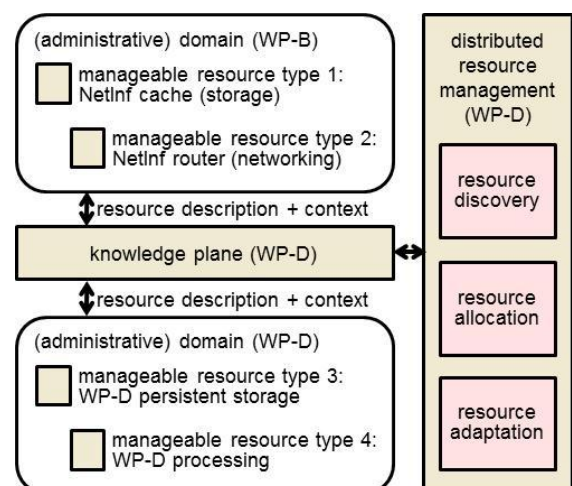 (administrative) domain (WP-B)
manageable resource type 1:
NetInf cache (storage)
manageable resource type 2:
NetInf router (networking)
resource description + context
knowledge plane (WP-D)
resource description + context
(administrative) domain (WP-D)
manageable resource type 3:
WP-D persistent storage
manageable resource type 4:
WP-D processing
distributed
resource
management
(WP-D)
resource
discovery
resource
allocation
resource
adaptation